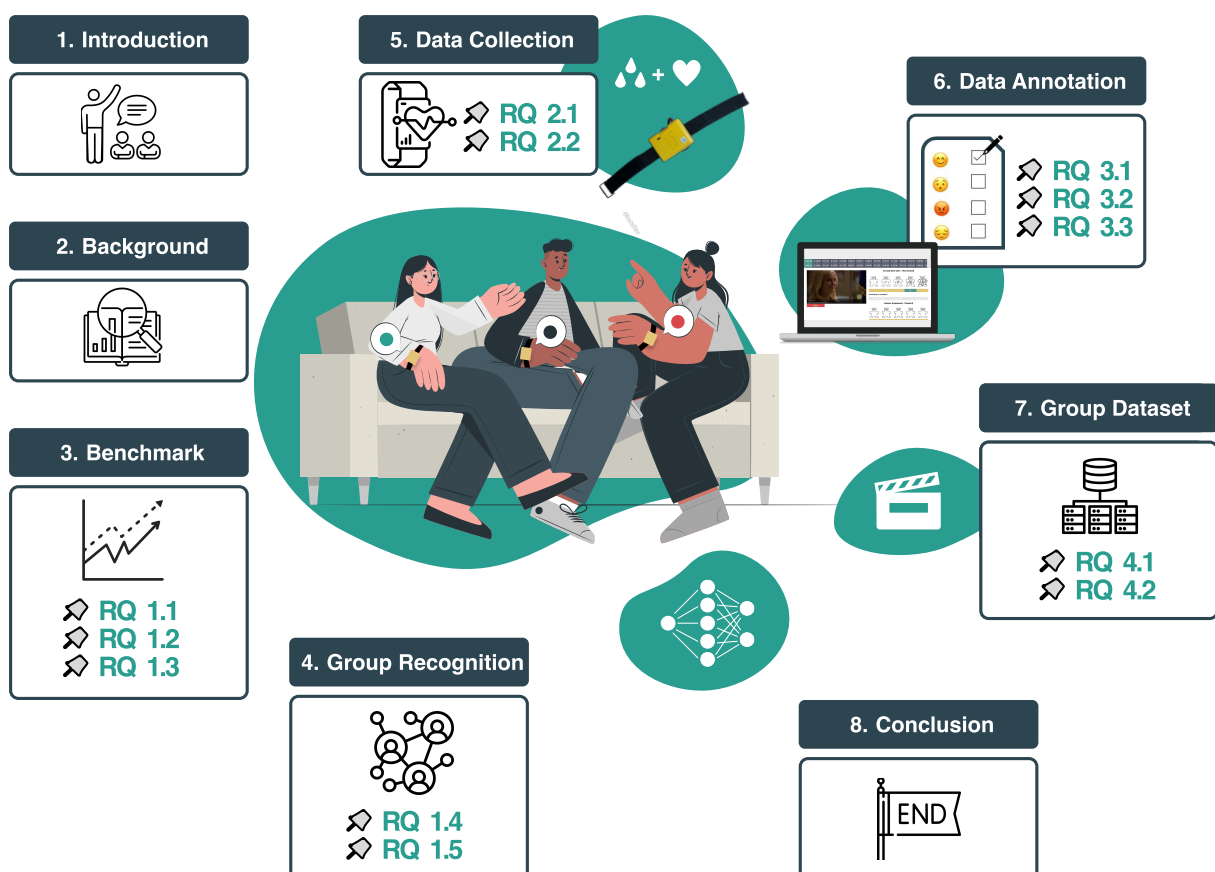 1. Introduction
2. Background
3. Benchmark
RQ 1.1
RQ 1.2
RQ 1.3
4. Group Recognition
RQ 1.4
RQ 1.5
5. Data Collection
RQ 2.1
RQ 2.2
6. Data Annotation
RQ 3.1
RQ 3.2
RQ 3.3
7. Group Dataset
RQ 4.1
RQ 4.2
8. Conclusion
END